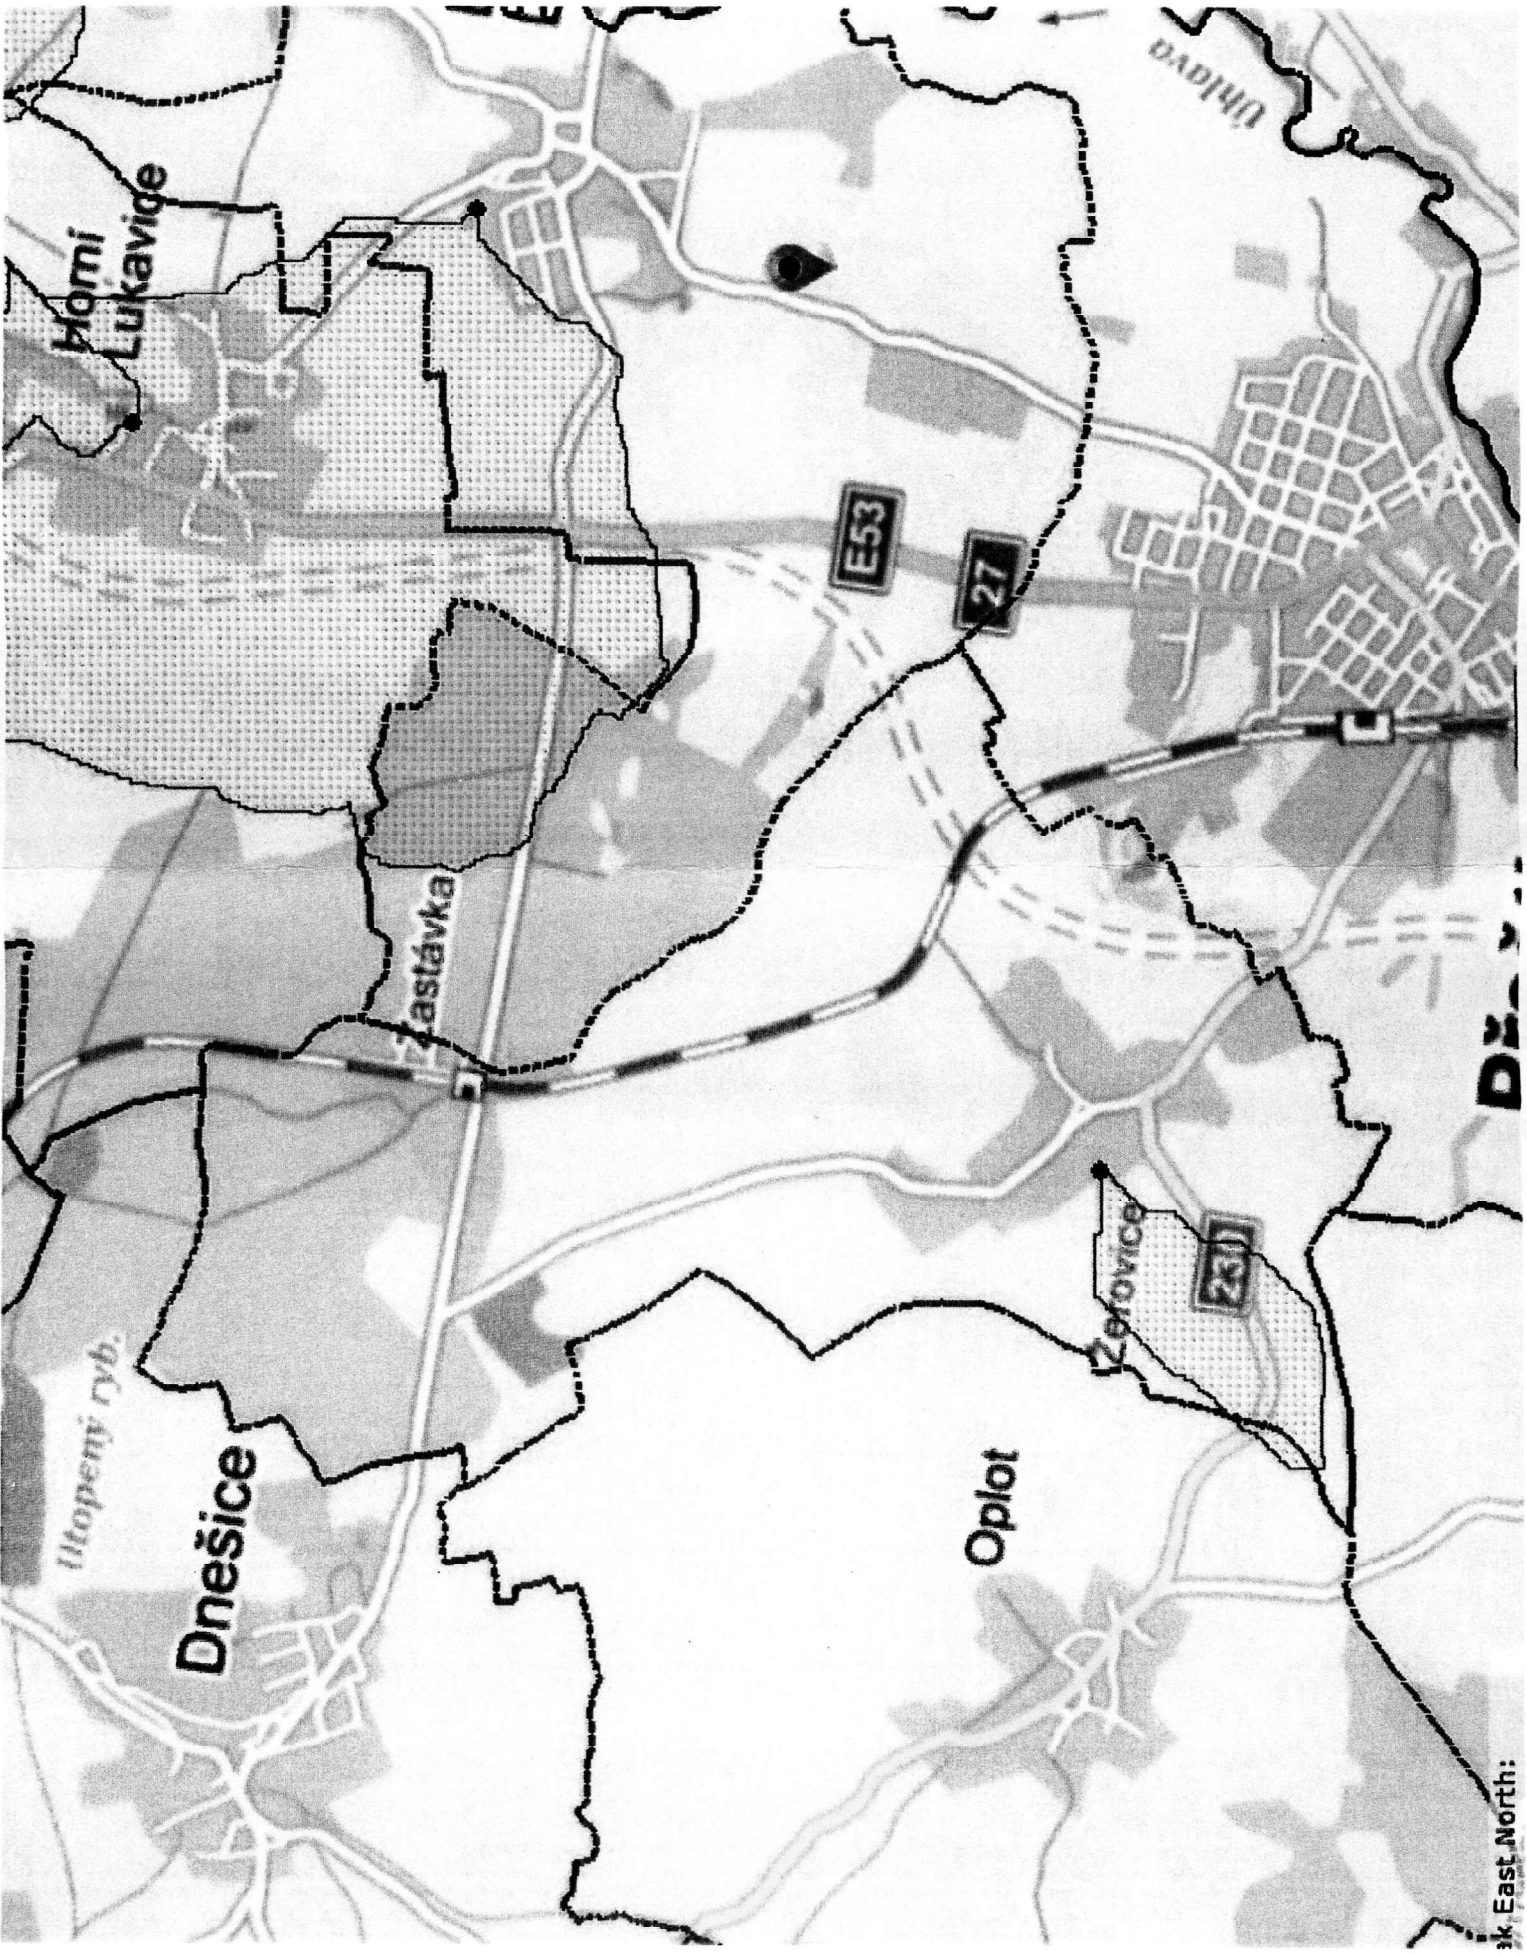 Horní
Lukavice
Úhlava
E53
27
Zastávka
Žerovice
230
Utopený ryb.
Dnešice
Oplot
East North: